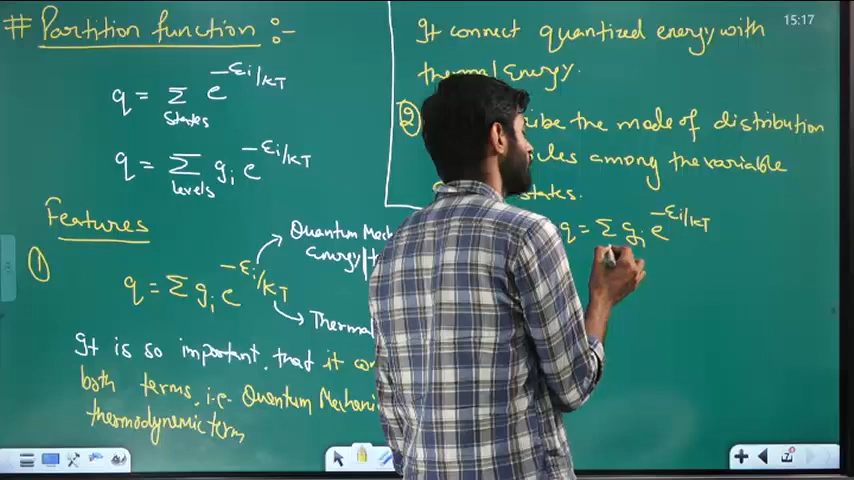 # Partition function :-
q = Σ e^{-εi/kT}
States
q = Σ gi e^{-εi/kT}
levels
Features
①
q = Σ gi e^{-εi/kT}
Quantum Mech
Energy
Thermal
It is so important, that it
both terms, i.e. Quantum
thermodynemic term
15:17
It connect quantized energy with
thermal Energy.
② the mode of distribution
among the variable
states.
q = Σ gi e^{-εi/kT}